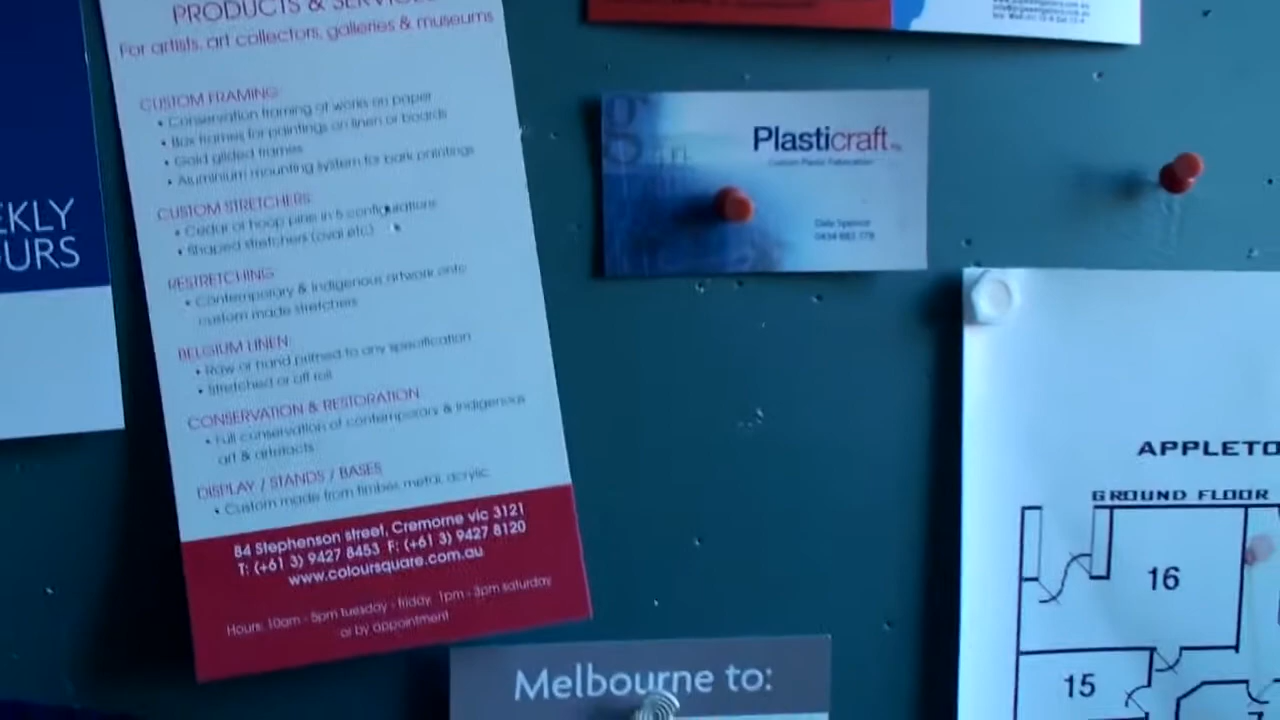 PRODUCTS & SERVICES
For artists, art collectors, galleries & museums
CUSTOM FRAMING
• Conservation framing of works on paper
• Box frames for paintings on linen or boards
• Gold gilded frames
• Aluminium mounting system for bark paintings
CUSTOM STRETCHERS
• Cedar or hoop pine in 5 configurations
• Shaped stretchers (oval etc)
RESTRETCHING
• Contemporary & indigenous artwork onto
custom made stretchers
BELGIUM LINEN
• Raw or hand primed to any specification
• Stretched or off roll
CONSERVATION & RESTORATION
• Full conservation of contemporary & indigenous
art & artefacts
DISPLAY / STANDS / BASES
• Custom made from timber, metal, acrylic
84 Stephenson street, Cremorne vic 3121
T: (+61 3) 9427 8453 F: (+61 3) 9427 8120
www.coloursquare.com.au
Hours: 10am - 5pm tuesday - friday, 1pm - 3pm saturday
or by appointment
EKLY
OURS
Plasticraft
Custom Plastic Fabrication
Melbourne to:
APPLETO
GROUND FLOOR
16
15
7